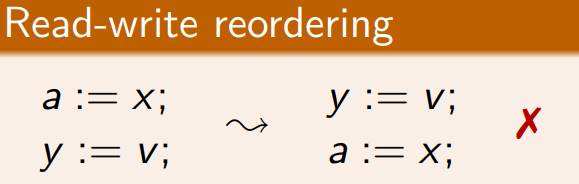 Read-write reordering
a := x; ⇝ y := v; ✗
y := v; a := x;